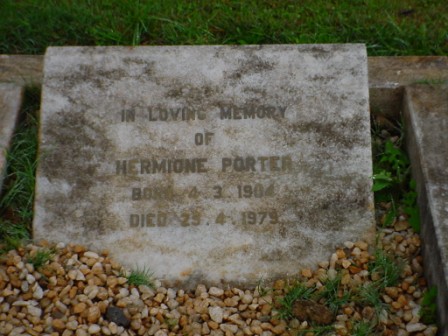 IN LOVING MEMORY
OF
HERMIONE PORTER
BORN 4.3.1904
DIED 25.4.1979.